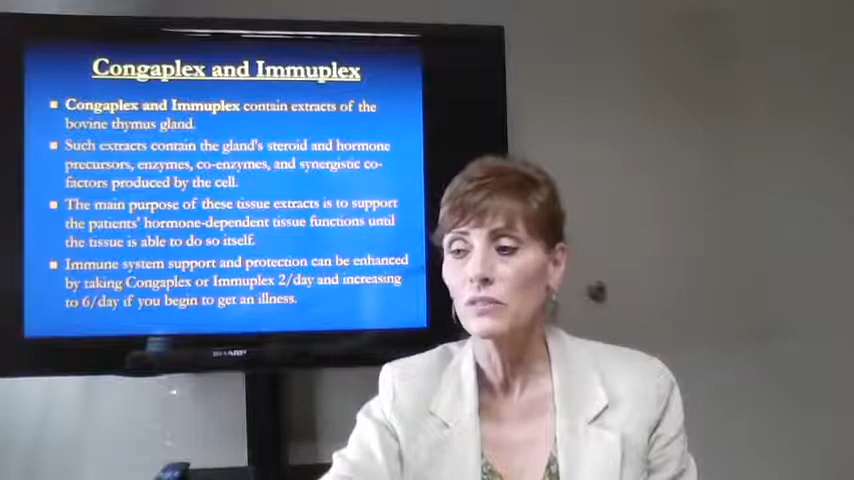 Congaplex and Immuplex
Congaplex and Immuplex contain extracts of the
bovine thymus gland.
Such extracts contain the gland's steroid and hormone
precursors, enzymes, co-enzymes, and synergistic co-
factors produced by the cell.
The main purpose of these tissue extracts is to support
the patients' hormone-dependent tissue functions until
the tissue is able to do so itself.
Immune system support and protection can be enhanced
by taking Congaplex or Immuplex 2/day and increasing
to 6/day if you begin to get an illness.
SHARP